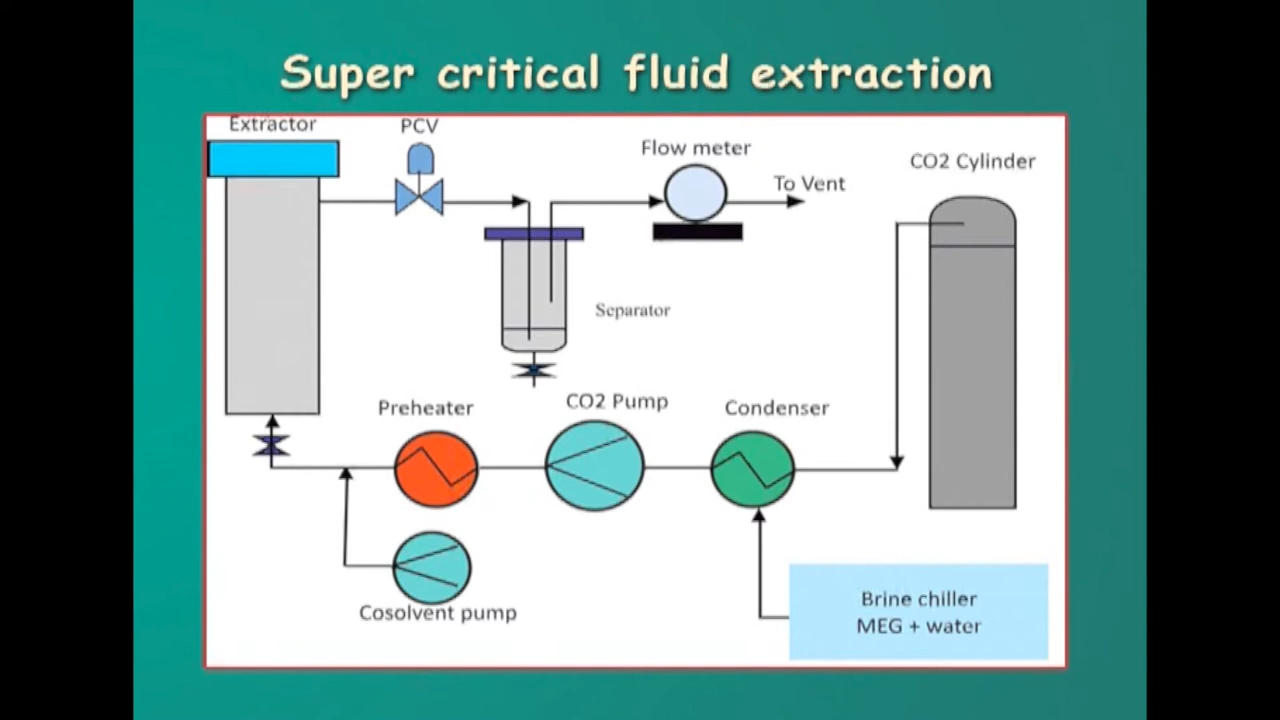 Super critical fluid extraction
Extractor
PCV
Flow meter
To Vent
CO2 Cylinder
Separator
Preheater
CO2 Pump
Condenser
Cosolvent pump
Brine chiller
MEG + water